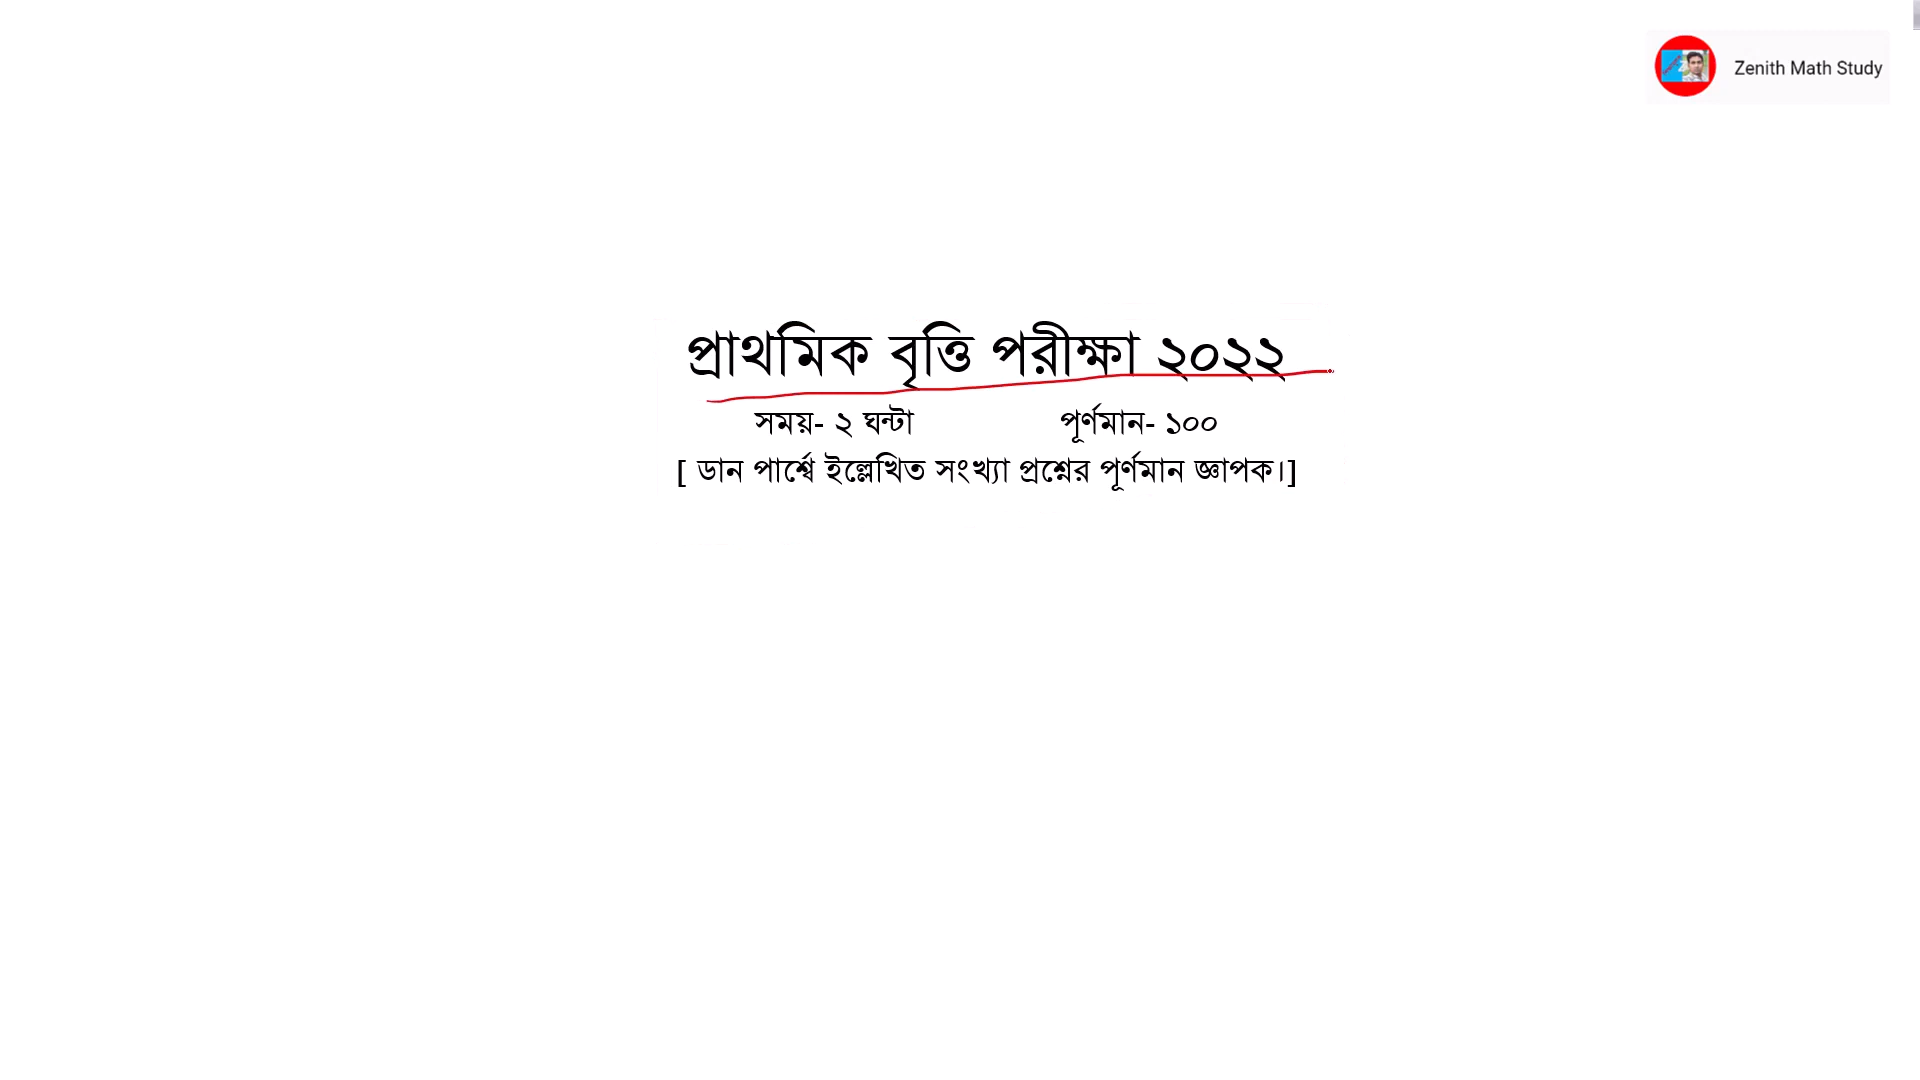 Zenith Math Study
প্রাথমিক বৃত্তি পরীক্ষা ২০২২
সময়- ২ ঘন্টা পূর্ণমান- ১০০
[ ডান পার্শ্বে ইল্লেখিত সংখ্যা প্রশ্নের পূর্ণমান জ্ঞাপক।]